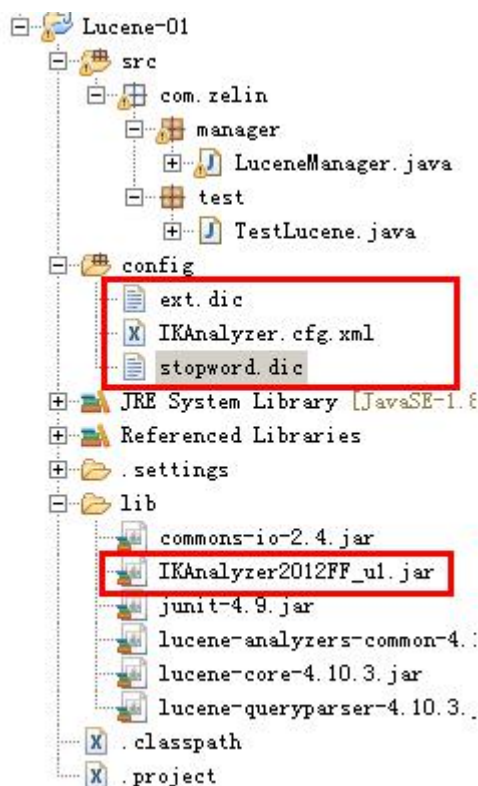 Lucene-01
src
com.zelin
manager
LuceneManager.java
test
TestLucene.java
config
ext.dic
IKAnalyzer.cfg.xml
stopword.dic
JRE System Library [JavaSE-1.8
Referenced Libraries
.settings
lib
commons-io-2.4.jar
IKAnalyzer2012FF_u1.jar
junit-4.9.jar
lucene-analyzers-common-4.
lucene-core-4.10.3.jar
lucene-queryparser-4.10.3.
.classpath
.project